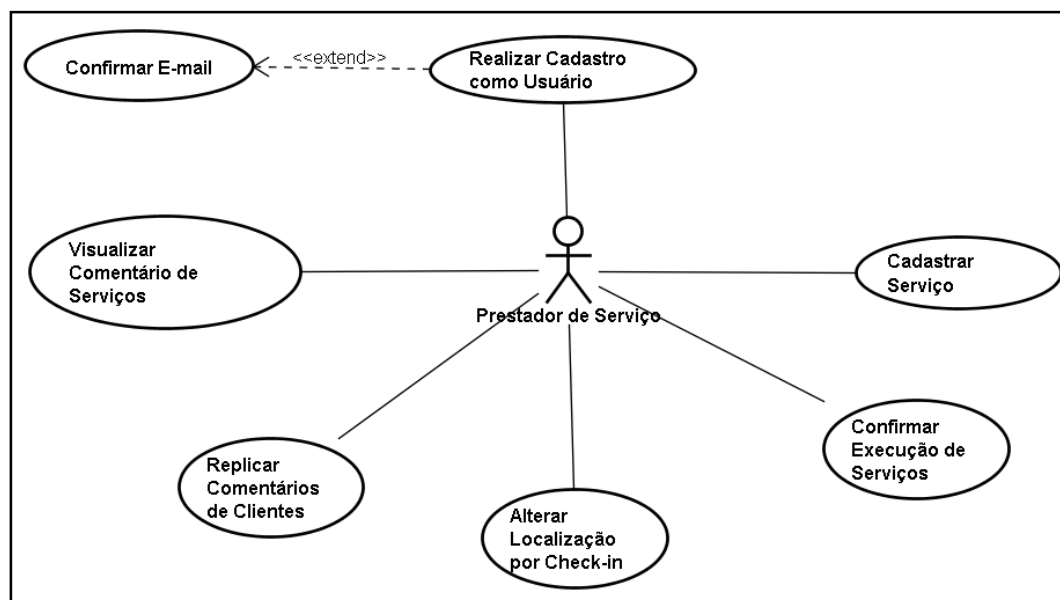 Confirmar E-mail
<<extend>>
Realizar Cadastro
como Usuário
Visualizar
Comentário de
Serviços
Prestador de Serviço
Cadastrar
Serviço
Replicar
Comentários
de Clientes
Alterar
Localização
por Check-in
Confirmar
Execução de
Serviços